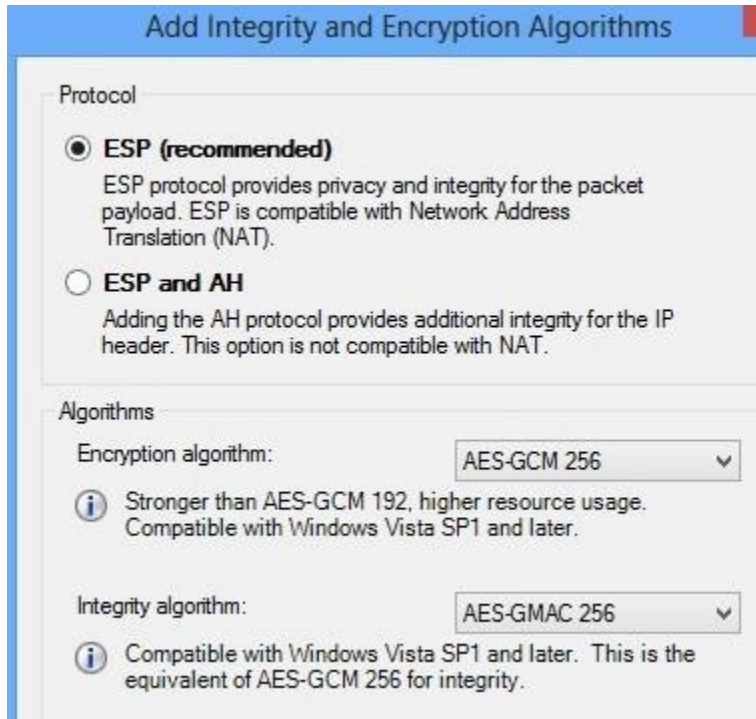 Add Integrity and Encryption Algorithms
Protocol
ESP (recommended)
ESP protocol provides privacy and integrity for the packet
payload. ESP is compatible with Network Address
Translation (NAT).
ESP and AH
Adding the AH protocol provides additional integrity for the IP
header. This option is not compatible with NAT.
Algorithms
Encryption algorithm:
AES-GCM 256
Stronger than AES-GCM 192, higher resource usage.
Compatible with Windows Vista SP1 and later.
Integrity algorithm:
AES-GMAC 256
Compatible with Windows Vista SP1 and later. This is the
equivalent of AES-GCM 256 for integrity.